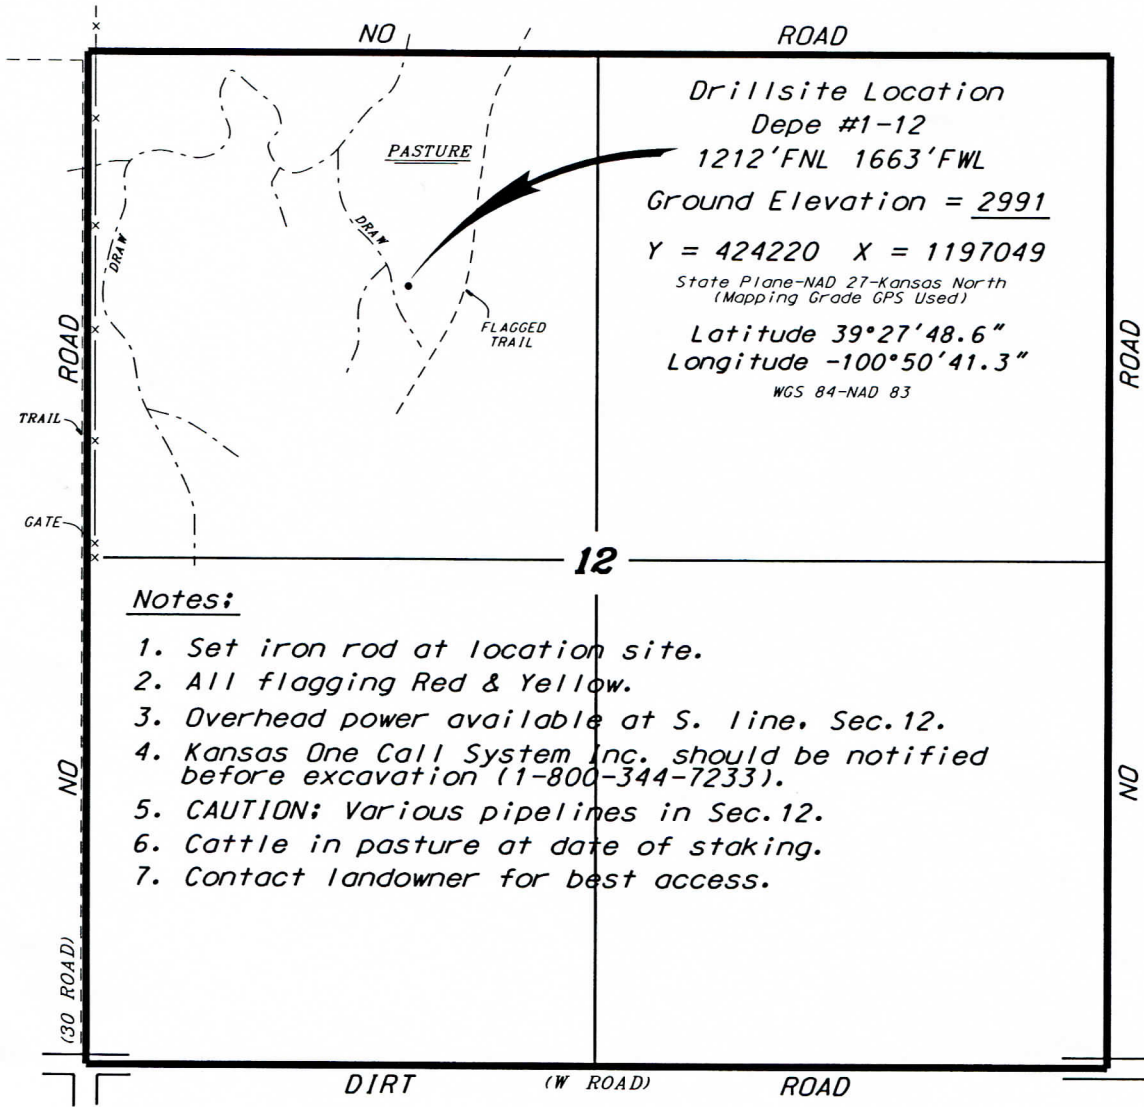 NO ROAD
Drillsite Location
Depe #1-12
1212'FNL 1663'FWL
Ground Elevation = 2991
Y = 424220 X = 1197049
State Plane-NAD 27-Kansas North
(Mapping Grade GPS Used)
Latitude 39°27'48.6"
Longitude -100°50'41.3"
WGS 84-NAD 83
PASTURE
DRAW
DRAW
FLAGGED
TRAIL
NO ROAD
TRAIL
GATE
(30 ROAD)
NO ROAD
12
Notes:
1. Set iron rod at location site.
2. All flagging Red & Yellow.
3. Overhead power available at S. line, Sec.12.
4. Kansas One Call System Inc. should be notified
before excavation (1-800-344-7233).
5. CAUTION: Various pipelines in Sec.12.
6. Cattle in pasture at date of staking.
7. Contact landowner for best access.
DIRT (W ROAD) ROAD